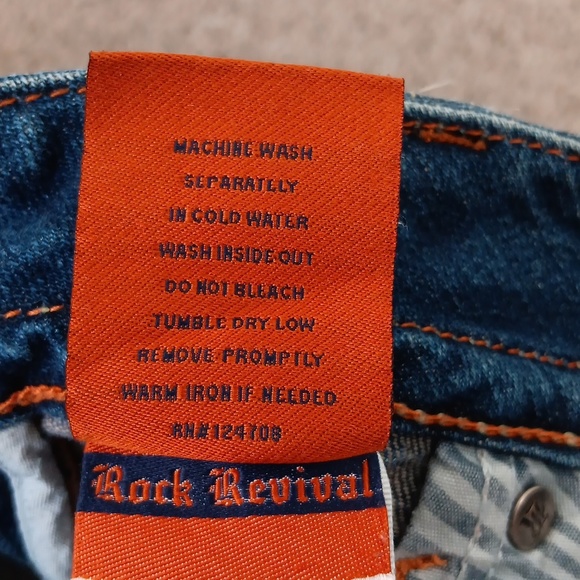 MACHINE WASH
SEPARATELY
IN COLD WATER
WASH INSIDE OUT
DO NOT BLEACH
TUMBLE DRY LOW
REMOVE PROMPTLY
WARM IRON IF NEEDED
RN#124708
Rock Revival